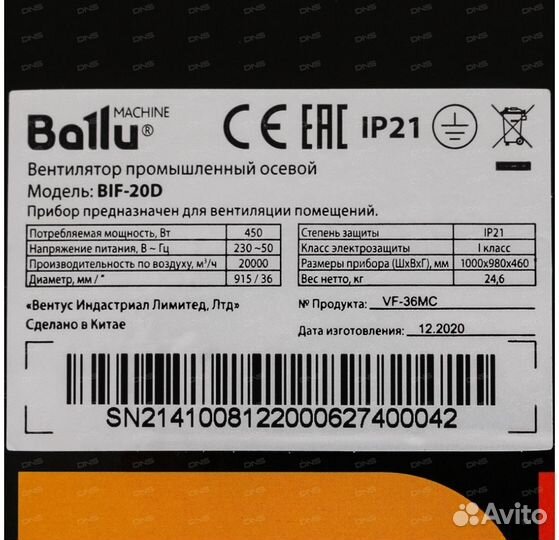 Ballu® MACHINE
CE EAC IP21
Вентилятор промышленный осевой
Модель: BIF-20D
Прибор предназначен для вентиляции помещений.
Потребляемая мощность, Вт 450
Напряжение питания, В ~ Гц 230 ~50
Производительность по воздуху, м³/ч 20000
Диаметр, мм / " 915 / 36
Степень защиты IP21
Класс электрозащиты I класс
Размеры прибора (ШхВхГ), мм 1000x980x460
Вес нетто, кг 24,6
«Вентус Индастриал Лимитед, Лтд»
Сделано в Китае
№ Продукта: VF-36MC
Дата изготовления: 12.2020
SN2141008122000627400042
Avito
DNS